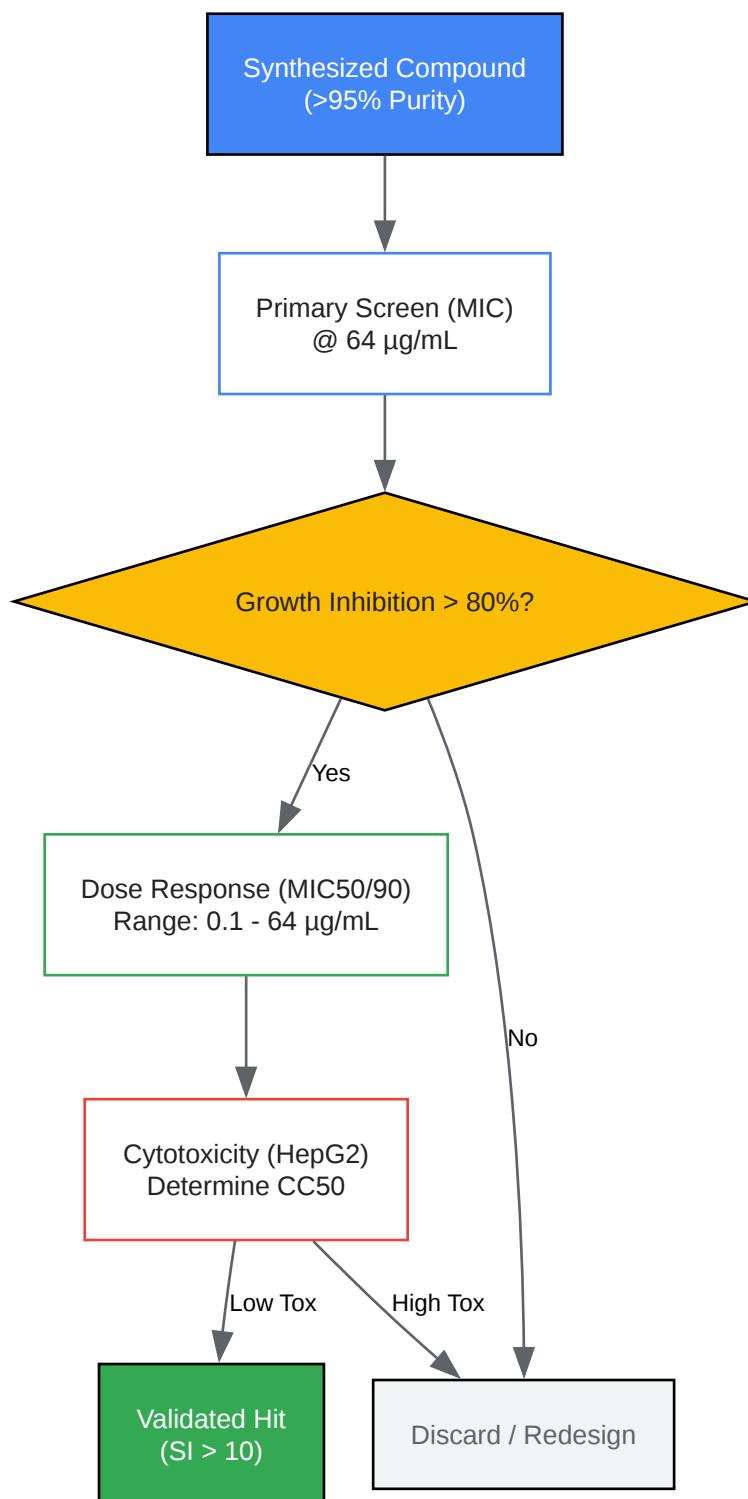 Synthesized Compound
(>95% Purity)
Primary Screen (MIC)
@ 64 µg/mL
Growth Inhibition > 80%?
Yes
Dose Response (MIC50/90)
Range: 0.1 - 64 µg/mL
No
Cytotoxicity (HepG2)
Determine CC50
Low Tox
High Tox
Validated Hit
(SI > 10)
Discard / Redesign